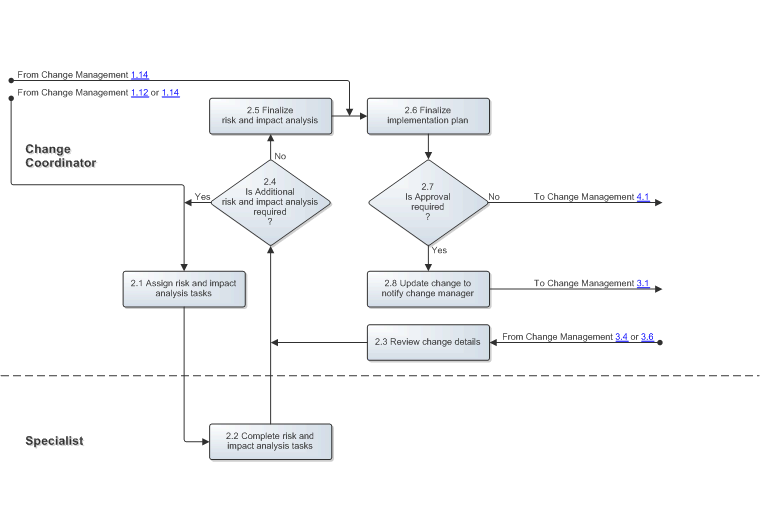 From Change Management 1.14
From Change Management 1.12 or 1.14
2.5 Finalize
risk and impact analysis
2.6 Finalize
implementation plan
Change
Coordinator
No
2.4
Is Additional
risk and impact analysis
required
?
Yes
2.7
Is Approval
required
?
No
To Change Management 4.1
Yes
2.1 Assign risk and impact
analysis tasks
2.8 Update change to
notify change manager
To Change Management 3.1
2.3 Review change details
From Change Management 3.4 or 3.6
Specialist
2.2 Complete risk and
impact analysis tasks